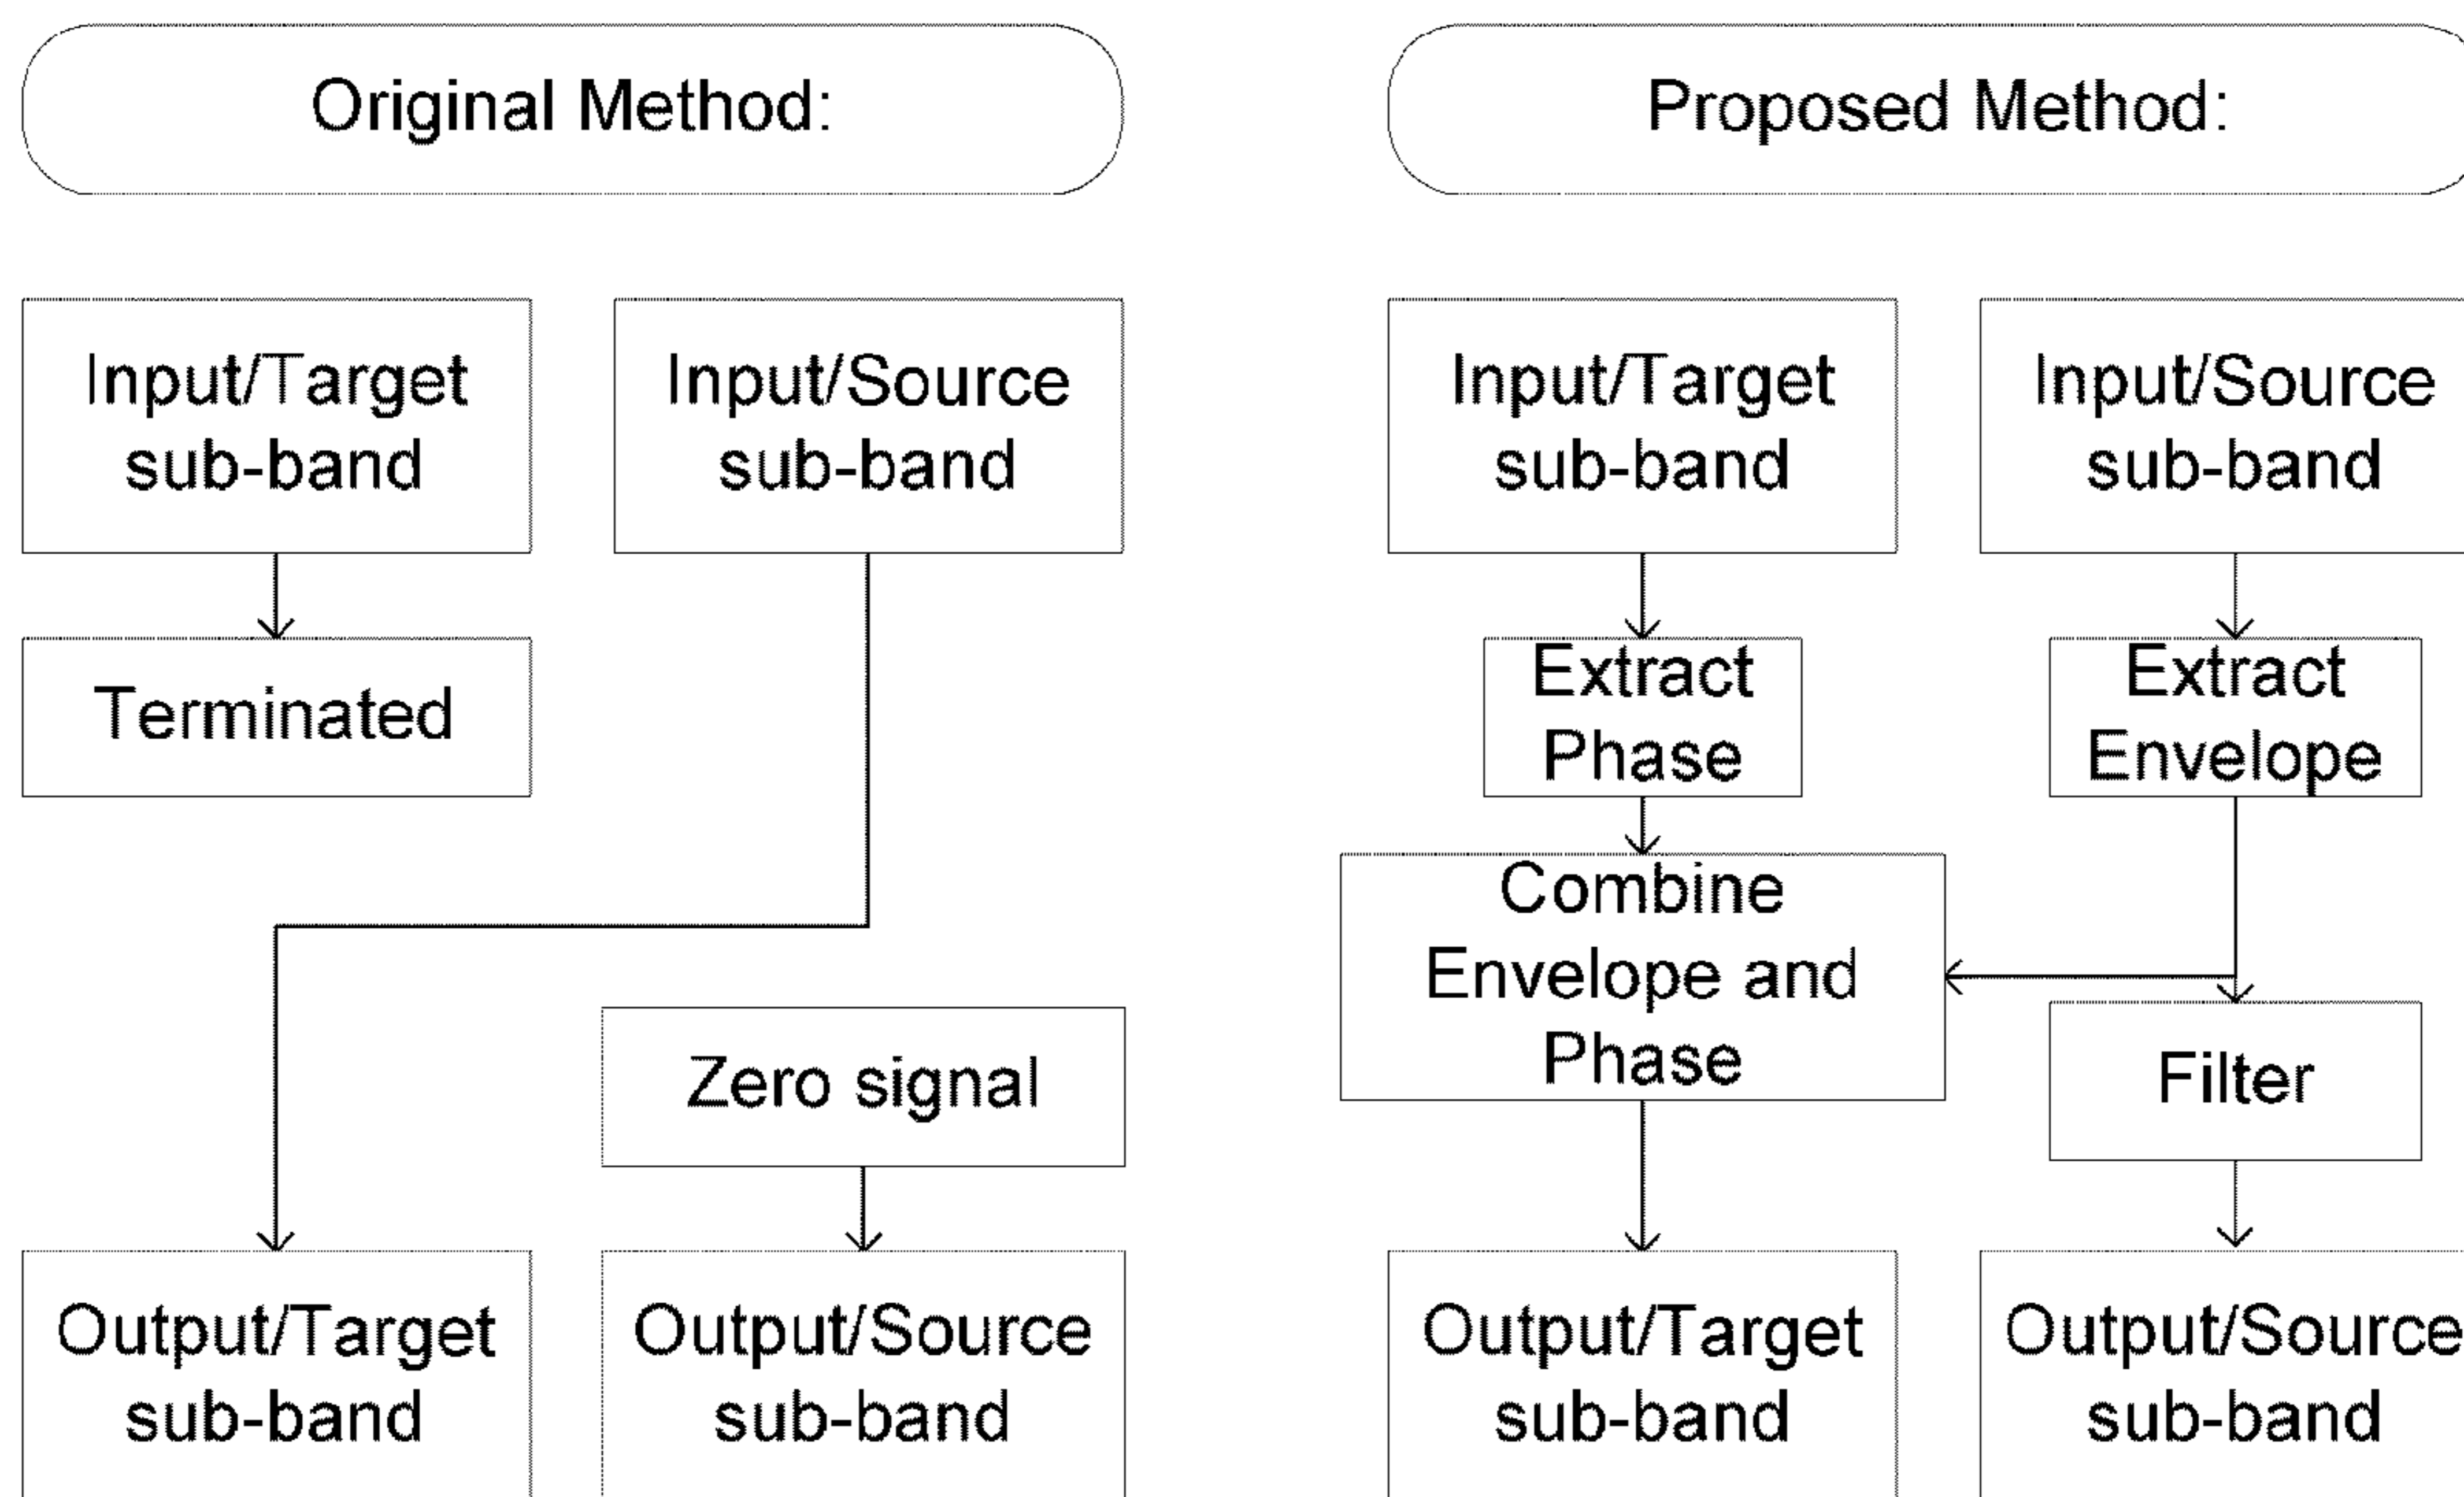 Original Method:
Proposed Method:
Input/Target
sub-band
Input/Source
sub-band
Terminated
Zero signal
Output/Target
sub-band
Output/Source
sub-band
Input/Target
sub-band
Input/Source
sub-band
Extract
Phase
Extract
Envelope
Combine
Envelope and
Phase
Filter
Output/Target
sub-band
Output/Source
sub-band